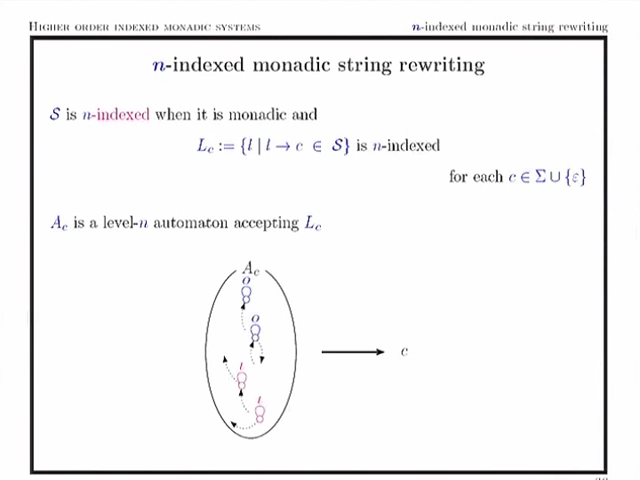 Higher order indexed monadic systems
n-indexed monadic string rewriting
n-indexed monadic string rewriting
S is n-indexed when it is monadic and
L_c := {l | l → c ∈ S} is n-indexed
for each c ∈ Σ ∪ {ε}
A_c is a level-n automaton accepting L_c
A_c
o
o
→ c
l
l